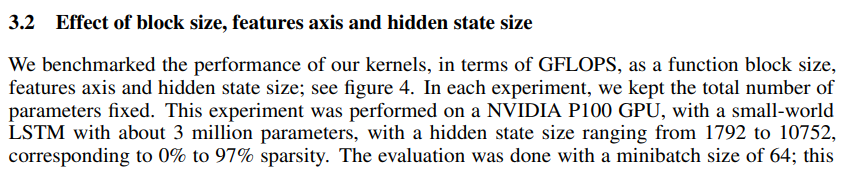 3.2 Effect of block size, features axis and hidden state size
We benchmarked the performance of our kernels, in terms of GFLOPS, as a function block size,
features axis and hidden state size; see figure 4. In each experiment, we kept the total number of
parameters fixed. This experiment was performed on a NVIDIA P100 GPU, with a small-world
LSTM with about 3 million parameters, with a hidden state size ranging from 1792 to 10752,
corresponding to 0% to 97% sparsity. The evaluation was done with a minibatch size of 64; this